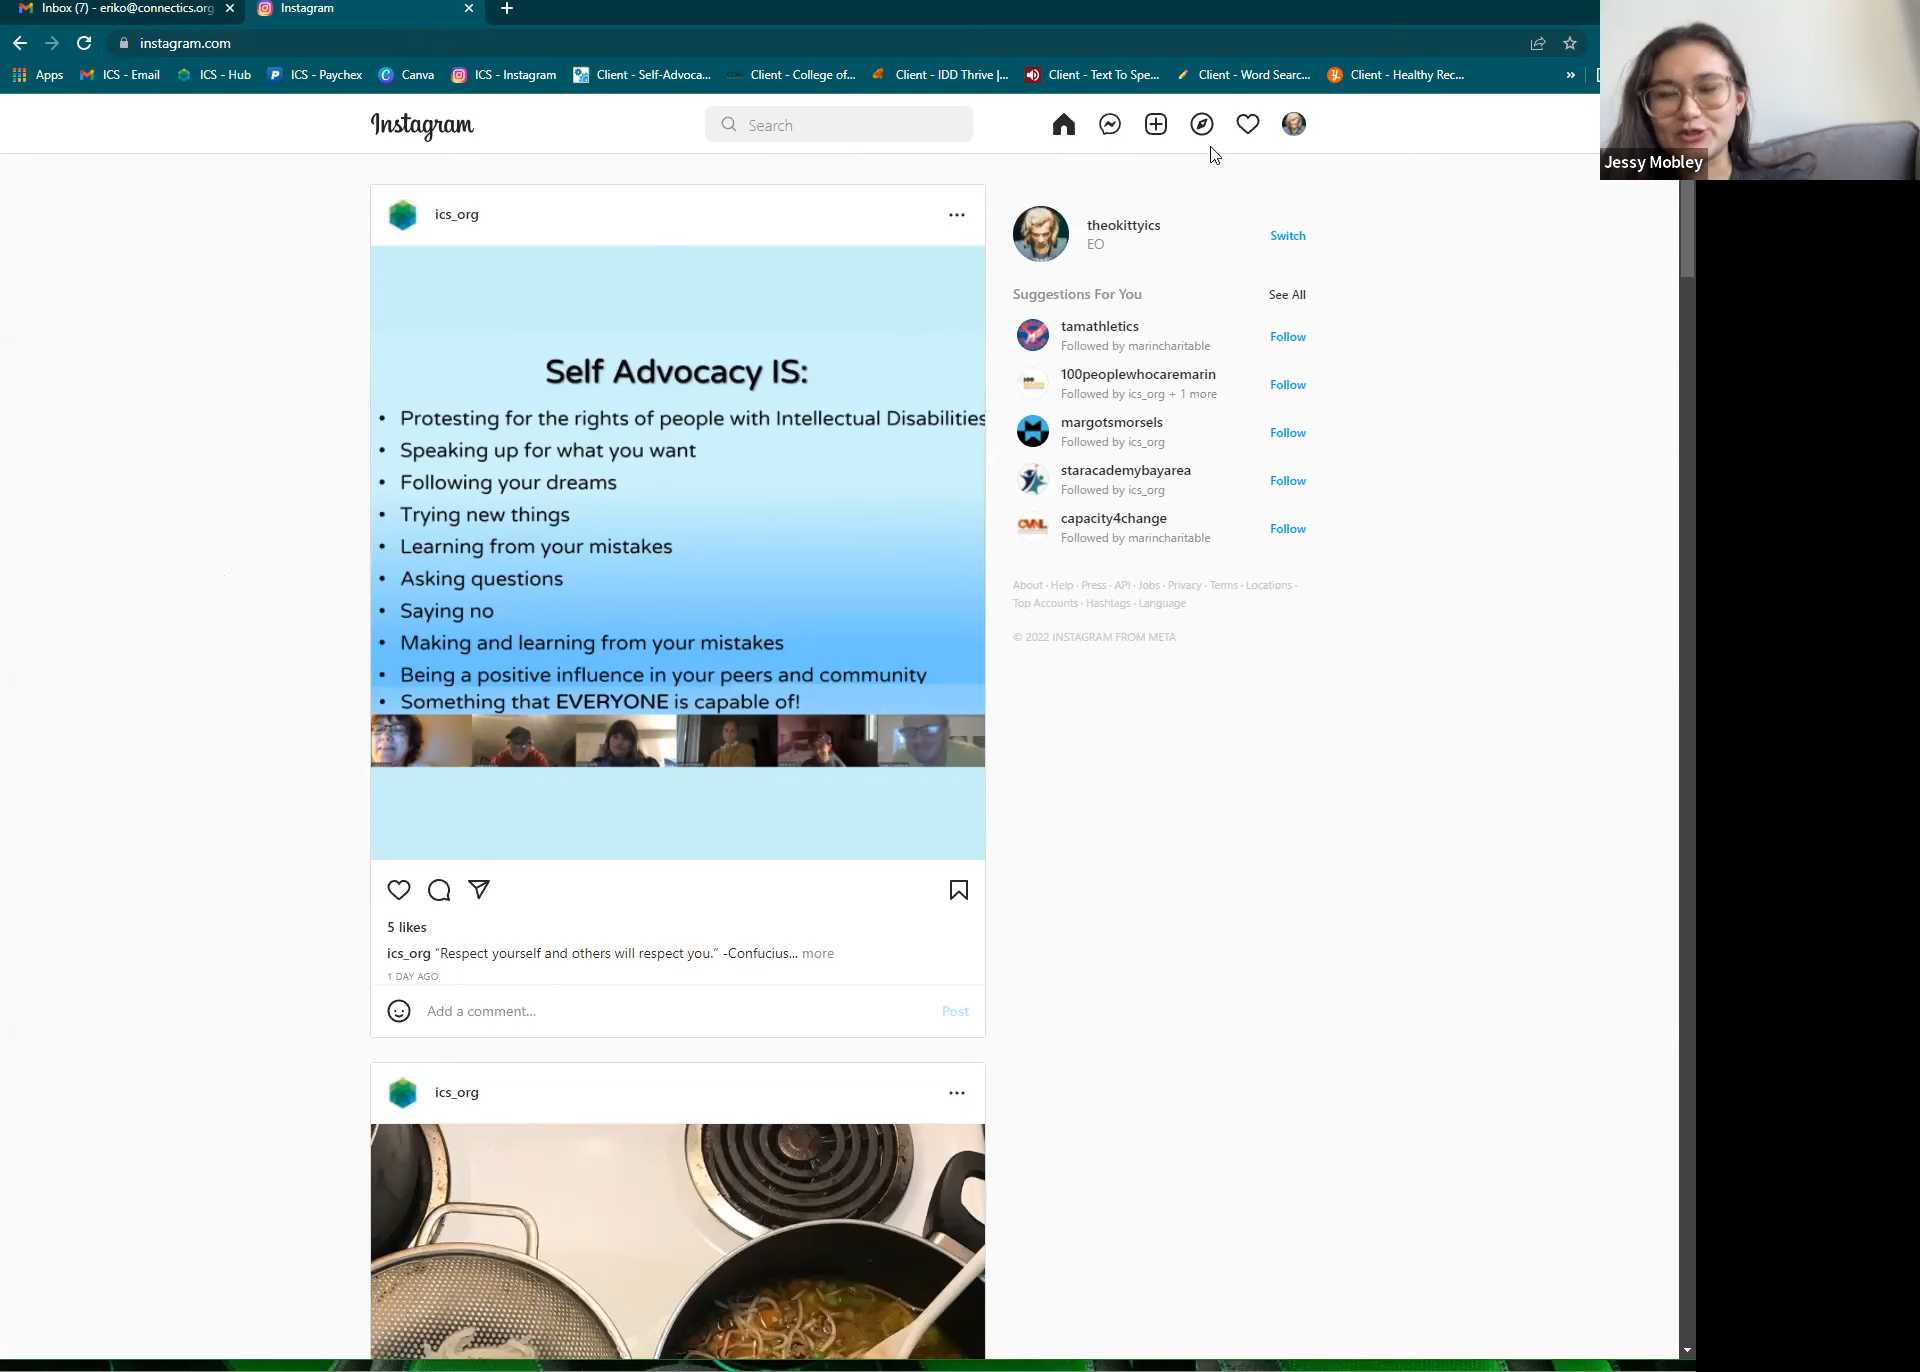 Inbox (7) - eriko@connectics.org
Instagram
instagram.com
Apps
ICS - Email
ICS - Hub
ICS - Paychex
Canva
ICS - Instagram
Client - Self-Advoca...
Client - College of...
Client - IDD Thrive |...
Client - Text To Spe...
Client - Word Searc...
Client - Healthy Rec...
Jessy Mobley
Instagram
Search
ics_org
Self Advocacy IS:
• Protesting for the rights of people with Intellectual Disabilities
• Speaking up for what you want
• Following your dreams
• Trying new things
• Learning from your mistakes
• Asking questions
• Saying no
• Making and learning from your mistakes
• Being a positive influence in your peers and community
• Something that EVERYONE is capable of!
5 likes
ics_org “Respect yourself and others will respect you.” -Confucius... more
1 DAY AGO
Add a comment...
Post
ics_org
theokittyics
EO
Switch
Suggestions For You
See All
tamathletics
Followed by marincharitable
Follow
100peoplewhocaremarin
Followed by ics_org + 1 more
Follow
margotsmorsels
Followed by ics_org
Follow
staracademybayarea
Followed by ics_org
Follow
CVNL
capacity4change
Followed by marincharitable
Follow
About · Help · Press · API · Jobs · Privacy · Terms · Locations ·
Top Accounts · Hashtags · Language
© 2022 INSTAGRAM FROM META